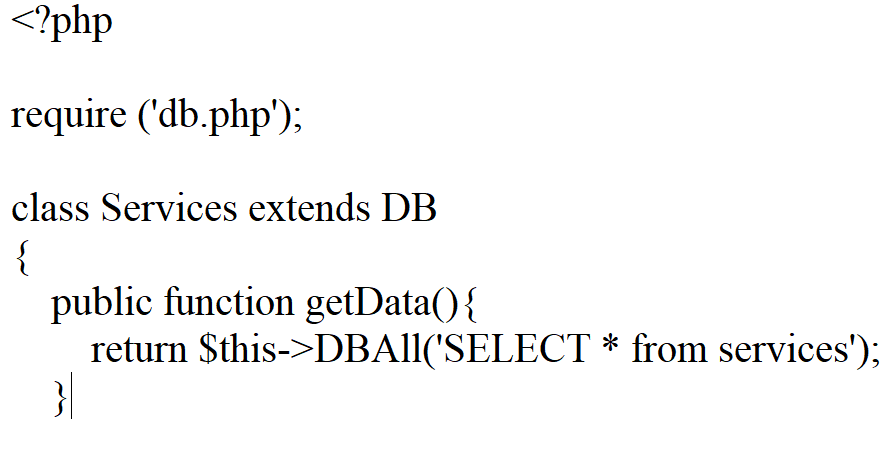 <?php
require ('db.php');
class Services extends DB
{
public function getData(){
return $this->DBAll('SELECT * from services');
}